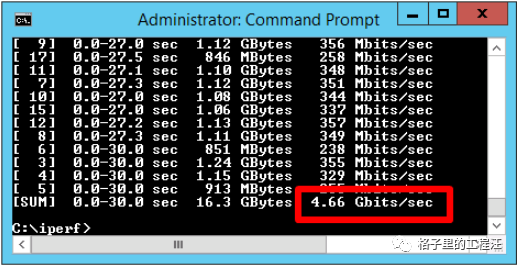 Administrator: Command Prompt
[ 9] 0.0-27.0 sec 1.12 GBytes 356 Mbits/sec
[ 17] 0.0-27.5 sec 846 MBytes 258 Mbits/sec
[ 11] 0.0-27.1 sec 1.10 GBytes 348 Mbits/sec
[ 7] 0.0-27.3 sec 1.12 GBytes 351 Mbits/sec
[ 10] 0.0-27.0 sec 1.08 GBytes 344 Mbits/sec
[ 15] 0.0-27.0 sec 1.06 GBytes 337 Mbits/sec
[ 12] 0.0-27.2 sec 1.13 GBytes 357 Mbits/sec
[ 8] 0.0-27.3 sec 1.11 GBytes 349 Mbits/sec
[ 6] 0.0-30.0 sec 851 MBytes 238 Mbits/sec
[ 3] 0.0-30.0 sec 1.24 GBytes 355 Mbits/sec
[ 4] 0.0-30.0 sec 1.15 GBytes 329 Mbits/sec
[ 5] 0.0-30.0 sec 913 MBytes Mbits/sec
[SUM] 0.0-30.0 sec 16.3 GBytes 4.66 Gbits/sec
C:\iperf>
格子里的工程汪